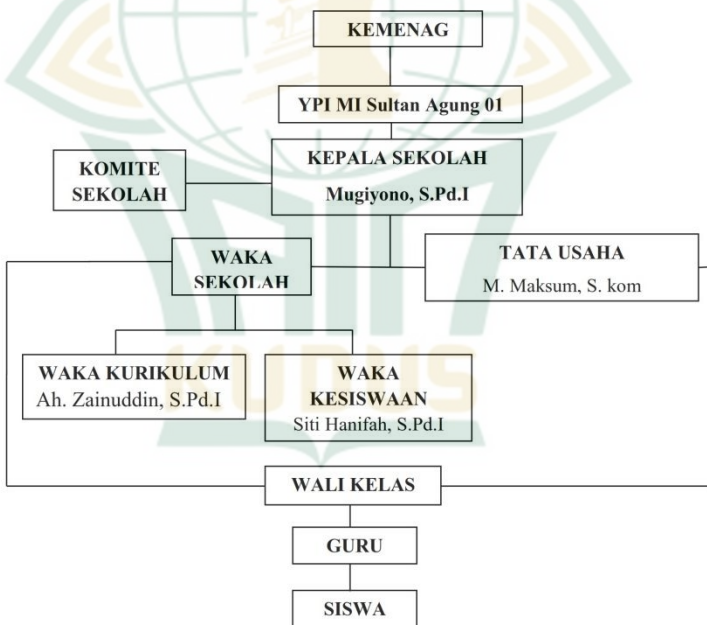 KEMENAG
YPI MI Sultan Agung 01
KOMITE
SEKOLAH
KEPALA SEKOLAH
Mugiyono, S.Pd.I
WAKA
SEKOLAH
TATA USAHA
M. Maksum, S. kom
WAKA KURIKULUM
Ah. Zainuddin, S.Pd.I
WAKA
KESISWAAN
Siti Hanifah, S.Pd.I
KUDUS
WALI KELAS
GURU
SISWA